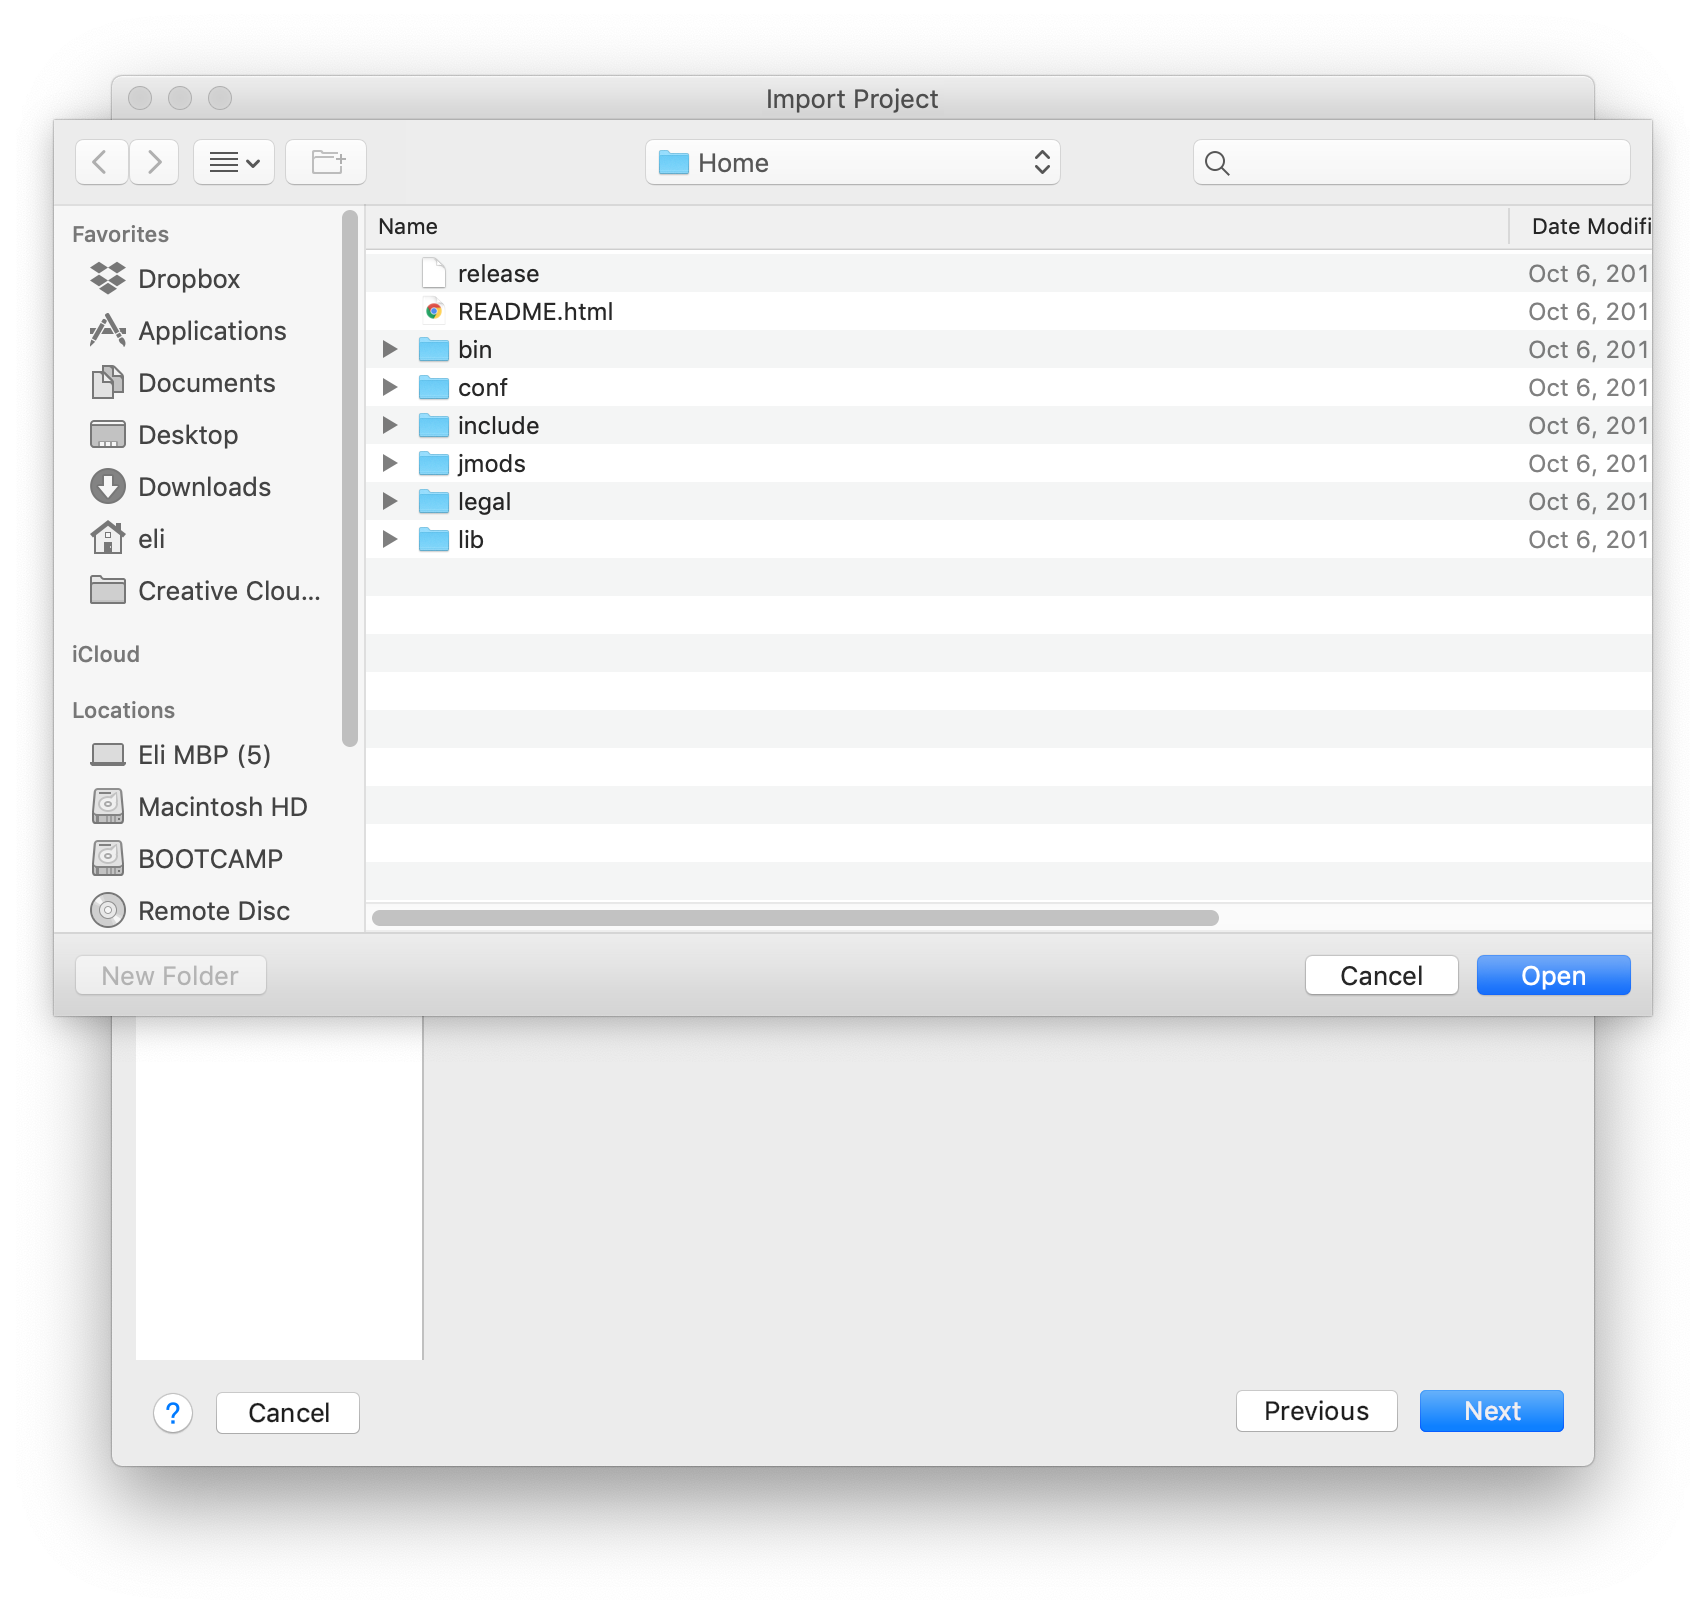 Import Project
Home
Favorites
Dropbox
Applications
Documents
Desktop
Downloads
eli
Creative Clou...
iCloud
Locations
Eli MBP (5)
Macintosh HD
BOOTCAMP
Remote Disc
Name Date Modifi
release Oct 6, 201
README.html Oct 6, 201
bin Oct 6, 201
conf Oct 6, 201
include Oct 6, 201
jmods Oct 6, 201
legal Oct 6, 201
lib Oct 6, 201
New Folder Cancel Open
? Cancel Previous Next